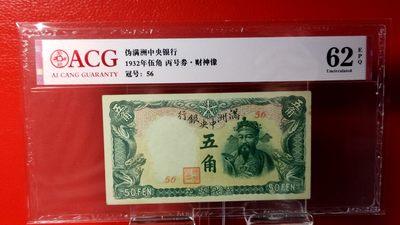 ACG
AI CANG GUARANTY
伪满洲中央银行
1932年伍角 丙号券·财神像
冠号: 56
62
EPQ
Uncirculated
行銀央中洲滿
56
五角
56
50 FEN
50 FEN